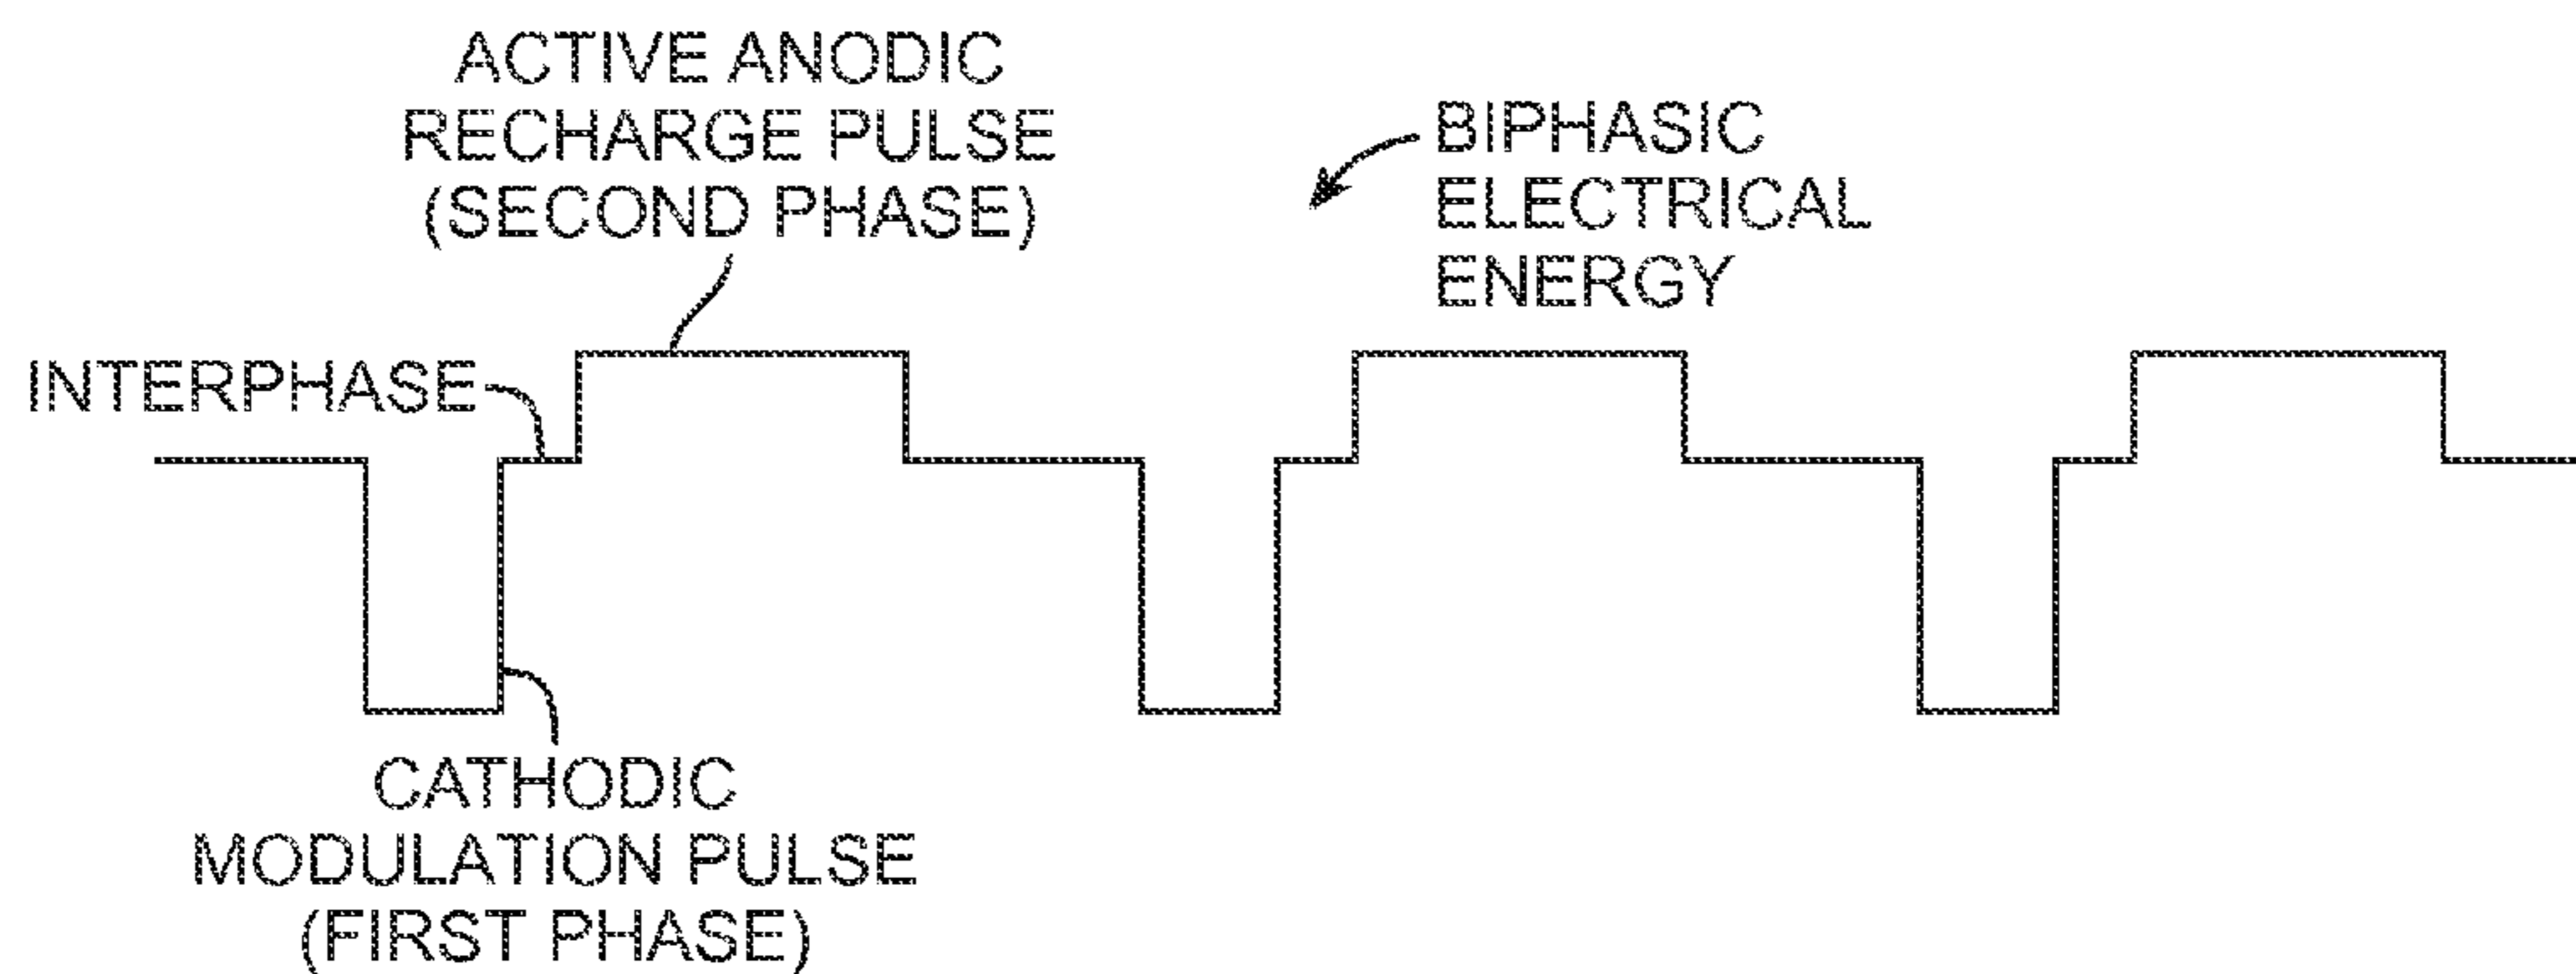 ACTIVE ANODIC
RECHARGE PULSE
(SECOND PHASE)
BIPHASIC
ELECTRICAL
ENERGY
INTERPHASE
CATHODIC
MODULATION PULSE
(FIRST PHASE)